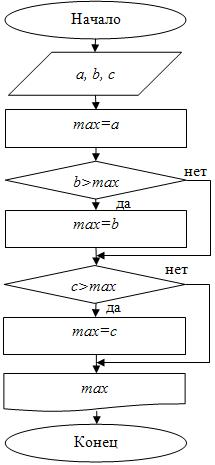 Начало
a, b, c
max=a
b>max
нет
да
max=b
нет
c>max
да
max=c
max
Конец